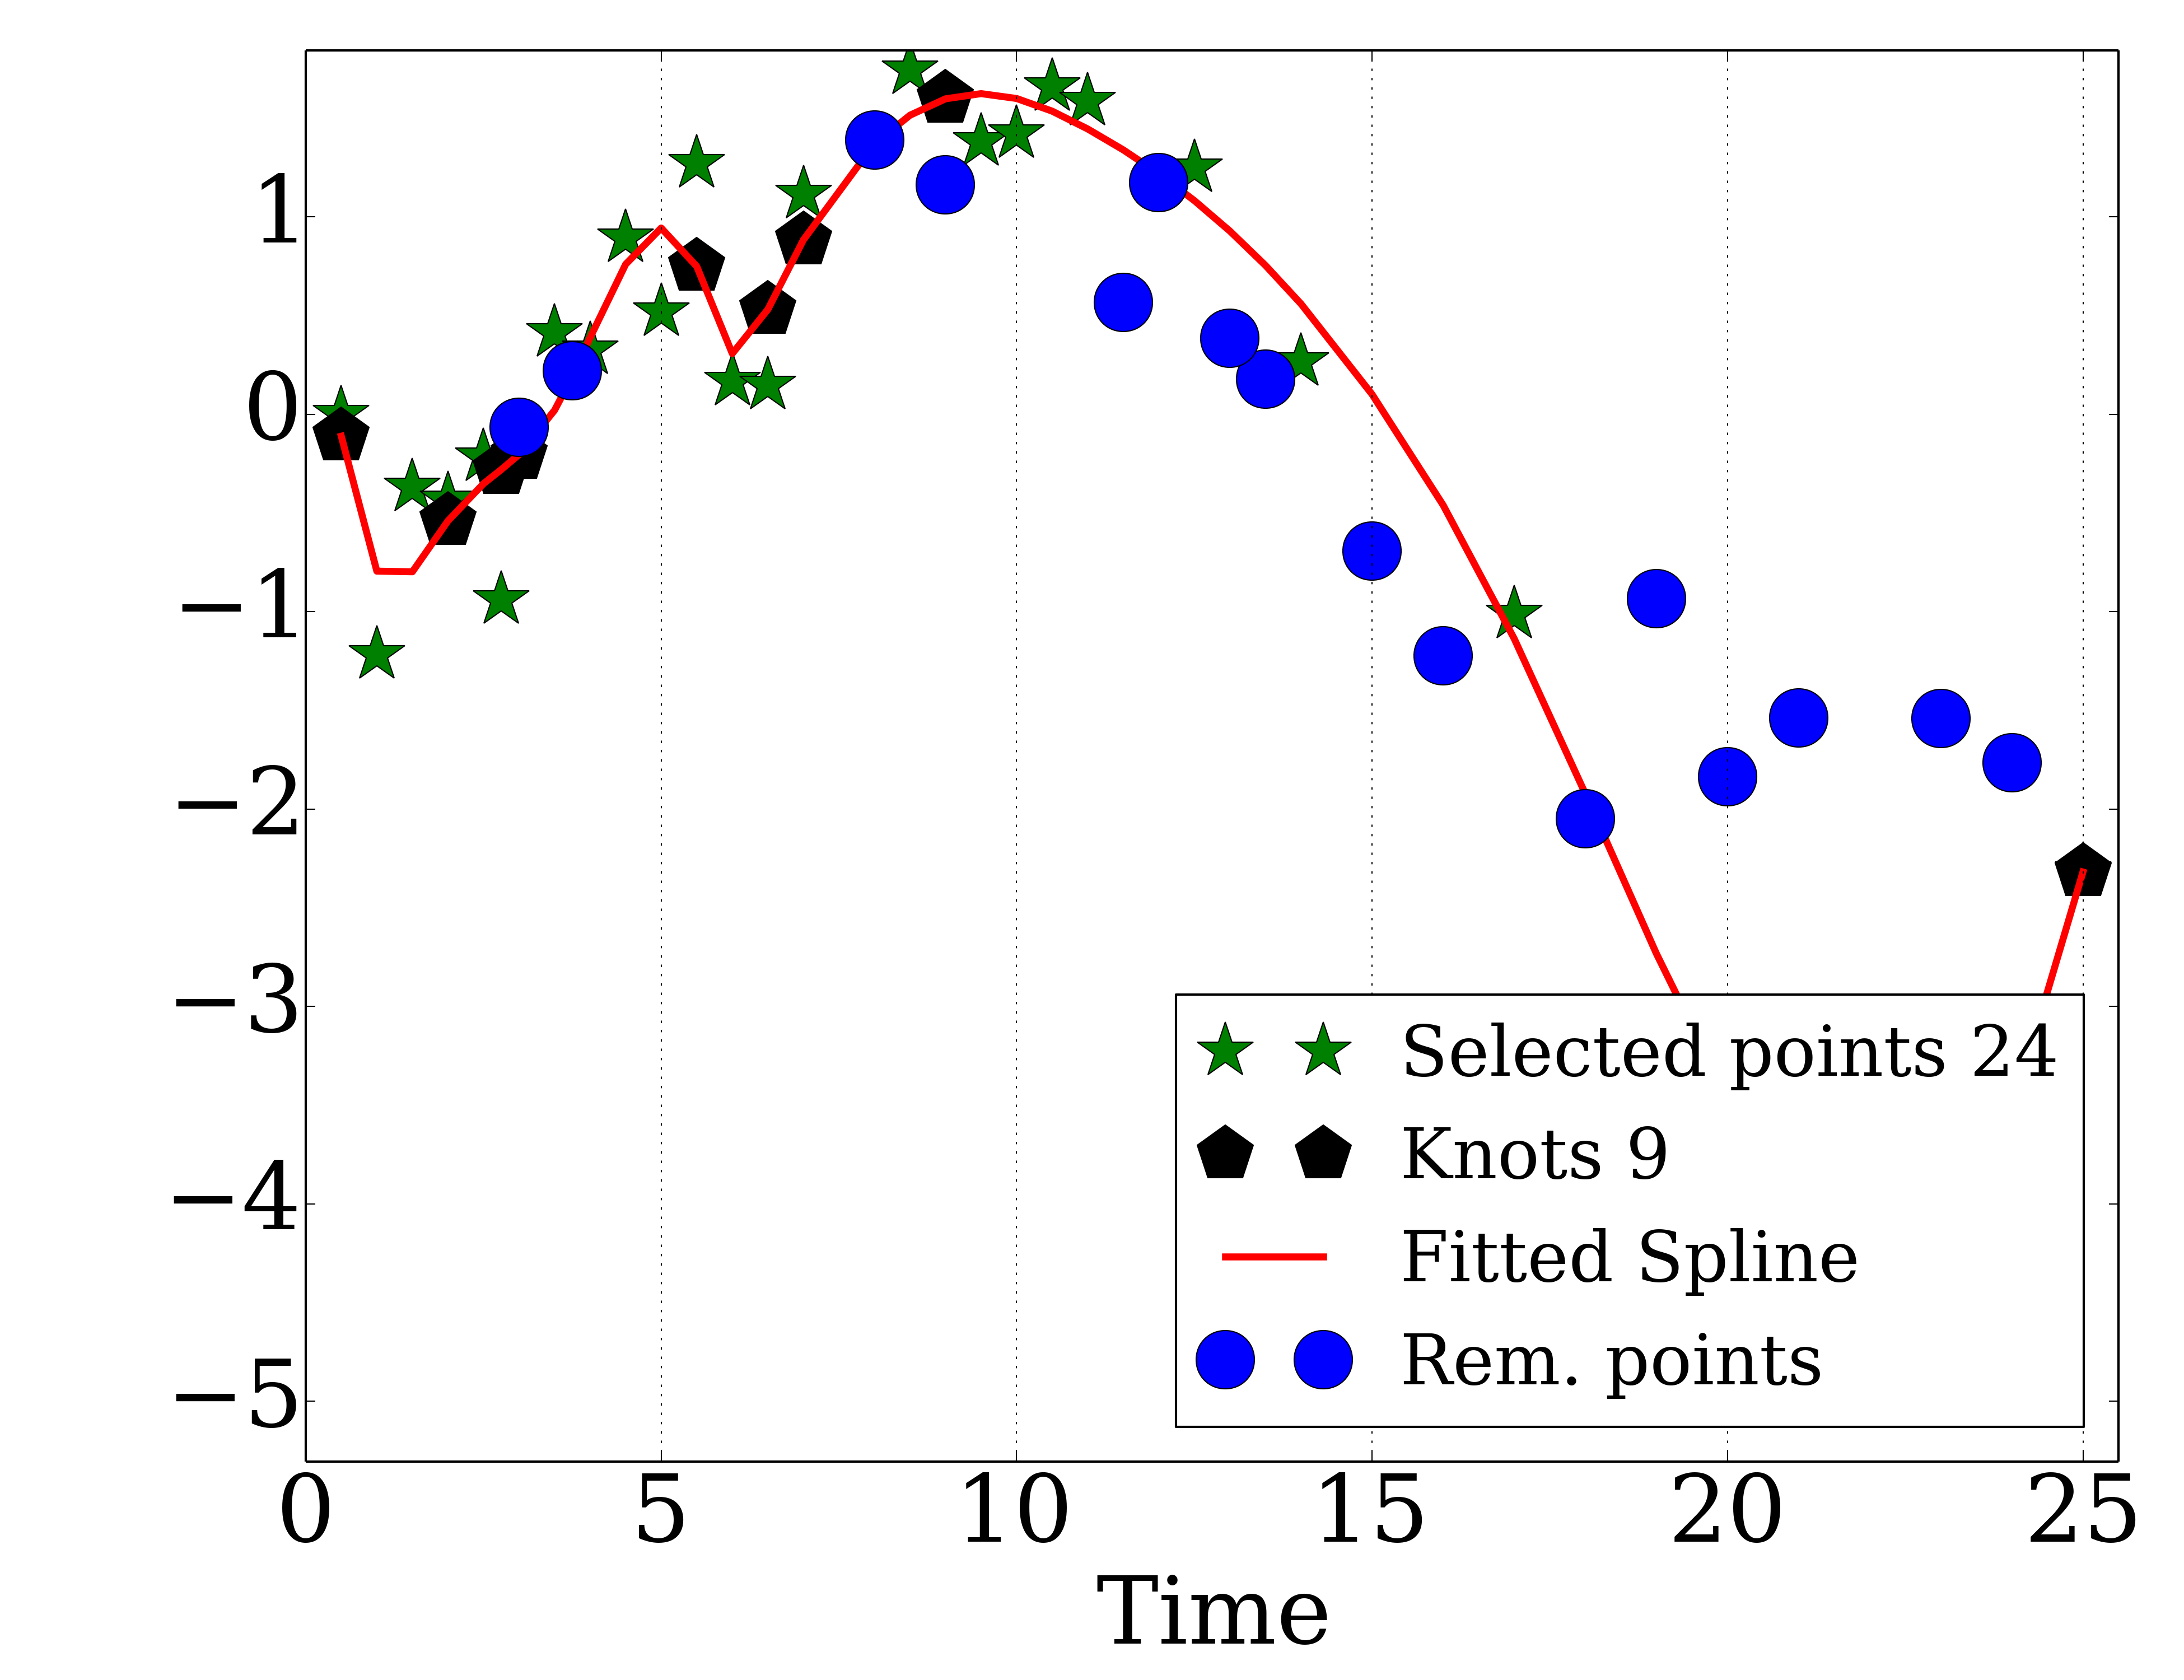 1
0
−1
−2
−3
−4
−5
Selected points 24
Knots 9
Fitted Spline
Rem. points
0 5 10 15 20 25
Time